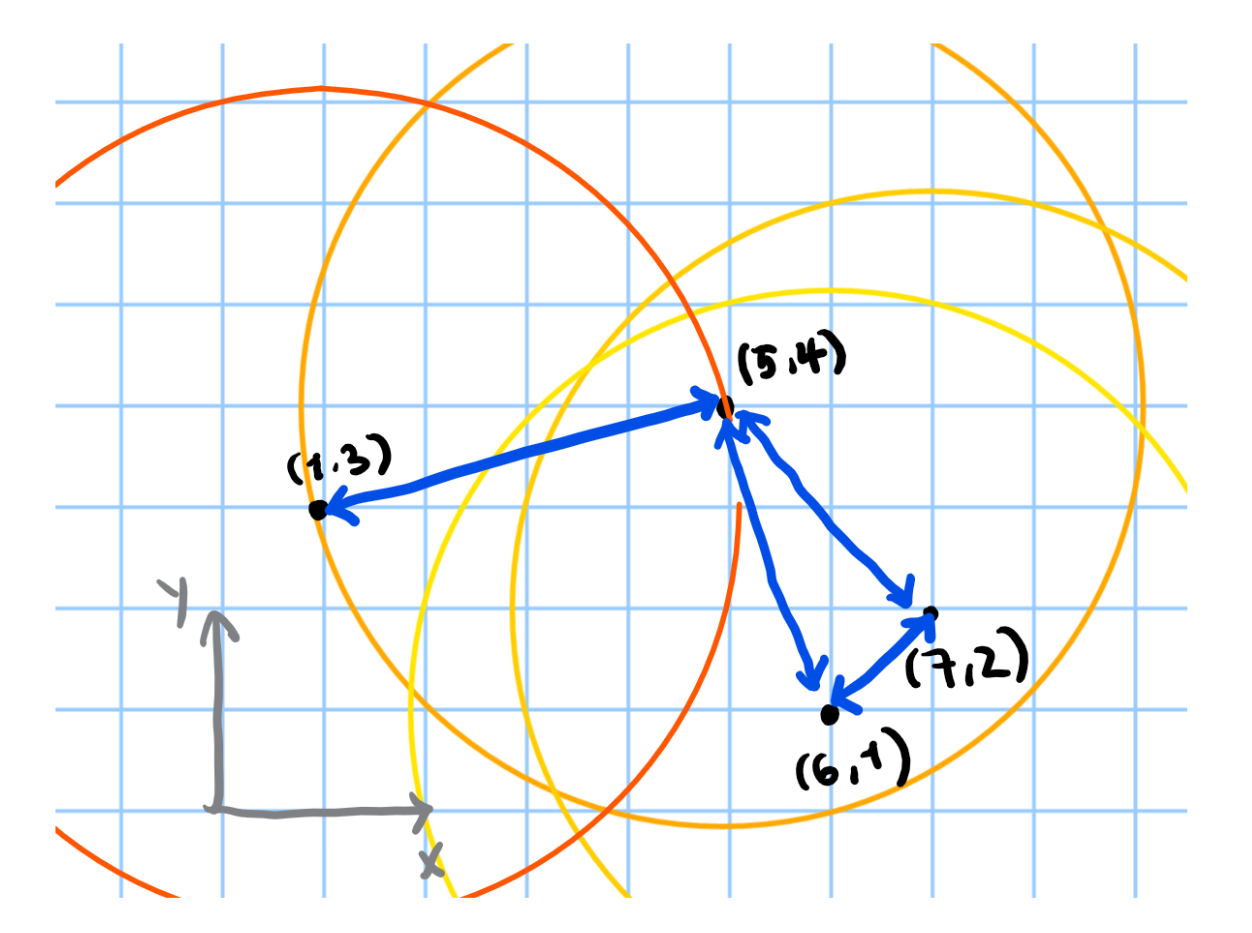 (5,4)
(1,3)
Y
(7,2)
(6,1)
X